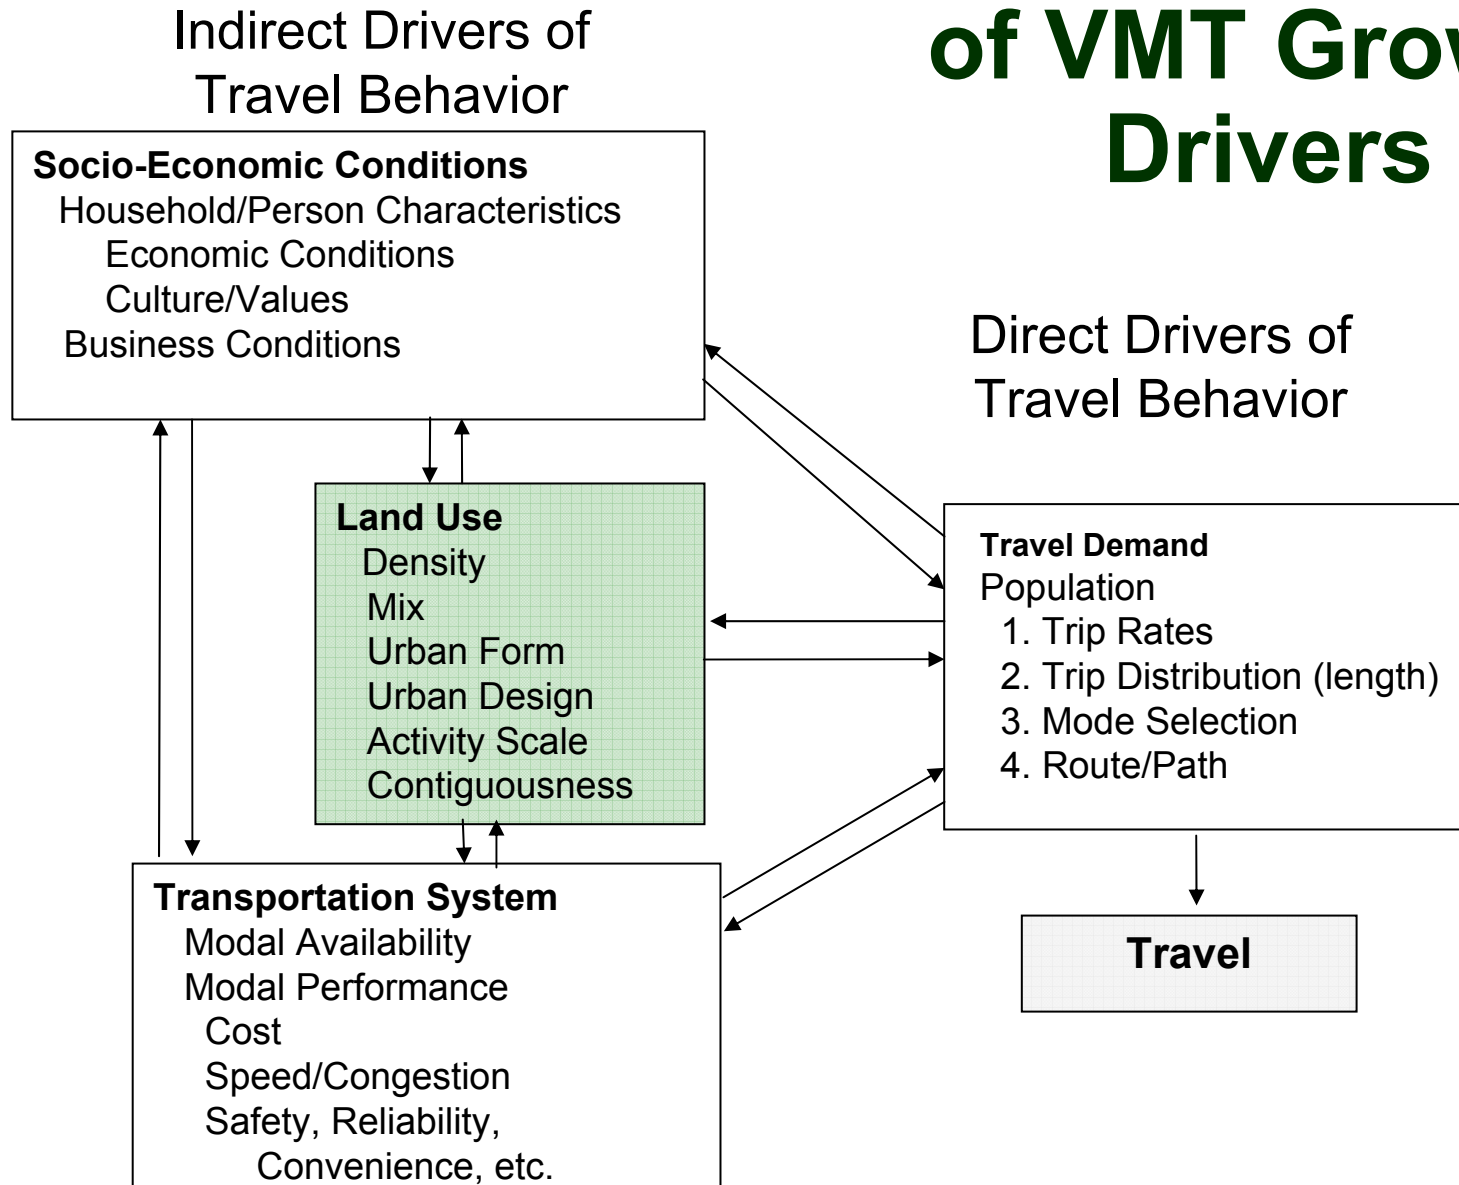 Indirect Drivers of
Travel Behavior
of VMT Grow
Drivers
Socio-Economic Conditions
Household/Person Characteristics
Economic Conditions
Culture/Values
Business Conditions
Direct Drivers of
Travel Behavior
Land Use
Density
Mix
Urban Form
Urban Design
Activity Scale
Contiguousness
Travel Demand
Population
1. Trip Rates
2. Trip Distribution (length)
3. Mode Selection
4. Route/Path
Transportation System
Modal Availability
Modal Performance
Cost
Speed/Congestion
Safety, Reliability,
Convenience, etc.
Travel